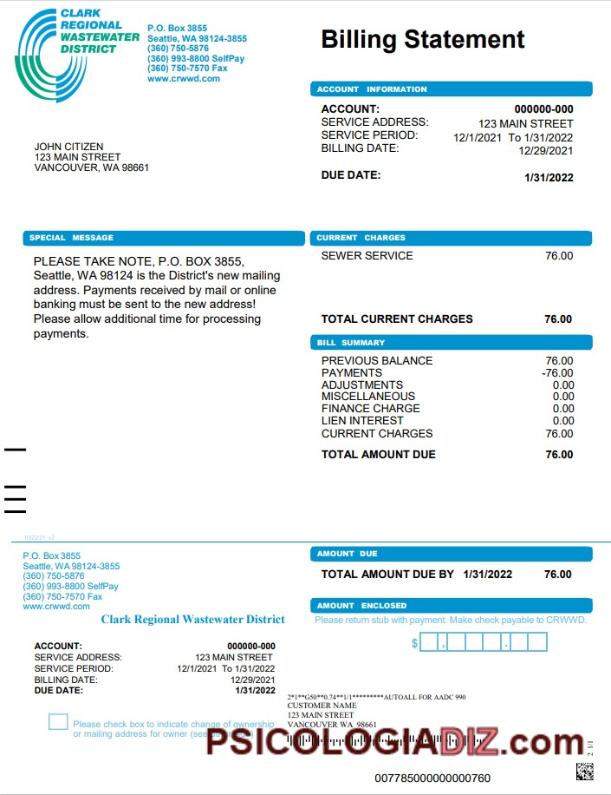 CLARK
REGIONAL
WASTEWATER
DISTRICT
P.O. Box 3855
Seattle, WA 98124-3855
(360) 750-5876
(360) 993-8800 SelfPay
(360) 750-7570 Fax
www.crwwd.com
Billing Statement
ACCOUNT INFORMATION
ACCOUNT: 000000-000
SERVICE ADDRESS: 123 MAIN STREET
SERVICE PERIOD: 12/1/2021 To 1/31/2022
BILLING DATE: 12/29/2021
DUE DATE: 1/31/2022
JOHN CITIZEN
123 MAIN STREET
VANCOUVER, WA 98661
SPECIAL MESSAGE
PLEASE TAKE NOTE, P.O. BOX 3855,
Seattle, WA 98124 is the District's new mailing
address. Payments received by mail or online
banking must be sent to the new address!
Please allow additional time for processing
payments.
CURRENT CHARGES
SEWER SERVICE 76.00
TOTAL CURRENT CHARGES 76.00
BILL SUMMARY
PREVIOUS BALANCE 76.00
PAYMENTS -76.00
ADJUSTMENTS 0.00
MISCELLANEOUS 0.00
FINANCE CHARGE 0.00
LIEN INTEREST 0.00
CURRENT CHARGES 76.00
TOTAL AMOUNT DUE 76.00
P.O. Box 3855
Seattle, WA 98124-3855
(360) 750-5876
(360) 993-8800 SelfPay
(360) 750-7570 Fax
www.crwwd.com
Clark Regional Wastewater District
ACCOUNT: 000000-000
SERVICE ADDRESS: 123 MAIN STREET
SERVICE PERIOD: 12/1/2021 To 1/31/2022
BILLING DATE: 12/29/2021
DUE DATE: 1/31/2022
Please check box to indicate change of ownership
or mailing address for owner
AMOUNT DUE
TOTAL AMOUNT DUE BY 1/31/2022 76.00
AMOUNT ENCLOSED
Please return stub with payment. Make check payable to CRWWD.
$ , .
2*1**G50**0.74**1/1*********AUTOALL FOR AADC 990
CUSTOMER NAME
123 MAIN STREET
VANCOUVER WA 98661
PSICOLOGIADIZ.com
007785000000000760